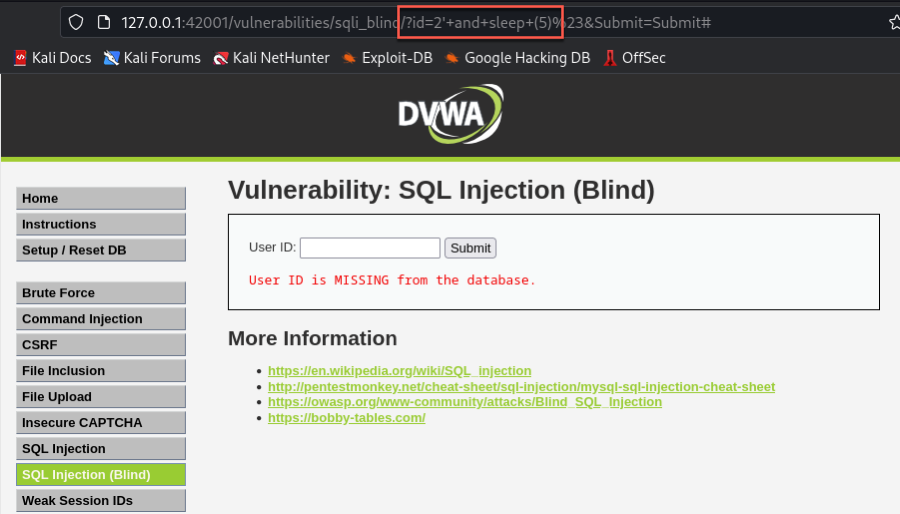 127.0.0.1:42001/vulnerabilities/sqli_blind/?id=2'+and+sleep+(5)%23&Submit=Submit#
Kali Docs Kali Forums Kali NetHunter Exploit-DB Google Hacking DB OffSec
DVWA
Home
Instructions
Setup / Reset DB
Brute Force
Command Injection
CSRF
File Inclusion
File Upload
Insecure CAPTCHA
SQL Injection
SQL Injection (Blind)
Weak Session IDs
Vulnerability: SQL Injection (Blind)
User ID: Submit
User ID is MISSING from the database.
More Information
https://en.wikipedia.org/wiki/SQL_injection
http://pentestmonkey.net/cheat-sheet/sql-injection/mysql-sql-injection-cheat-sheet
https://owasp.org/www-community/attacks/Blind_SQL_Injection
https://bobby-tables.com/